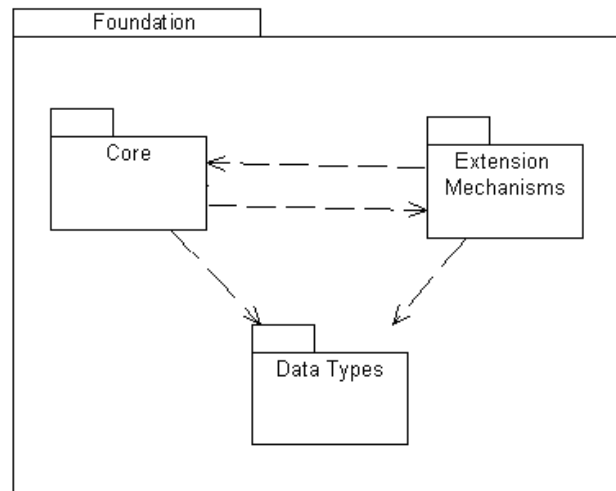 Foundation
Core
Extension
Mechanisms
Data Types